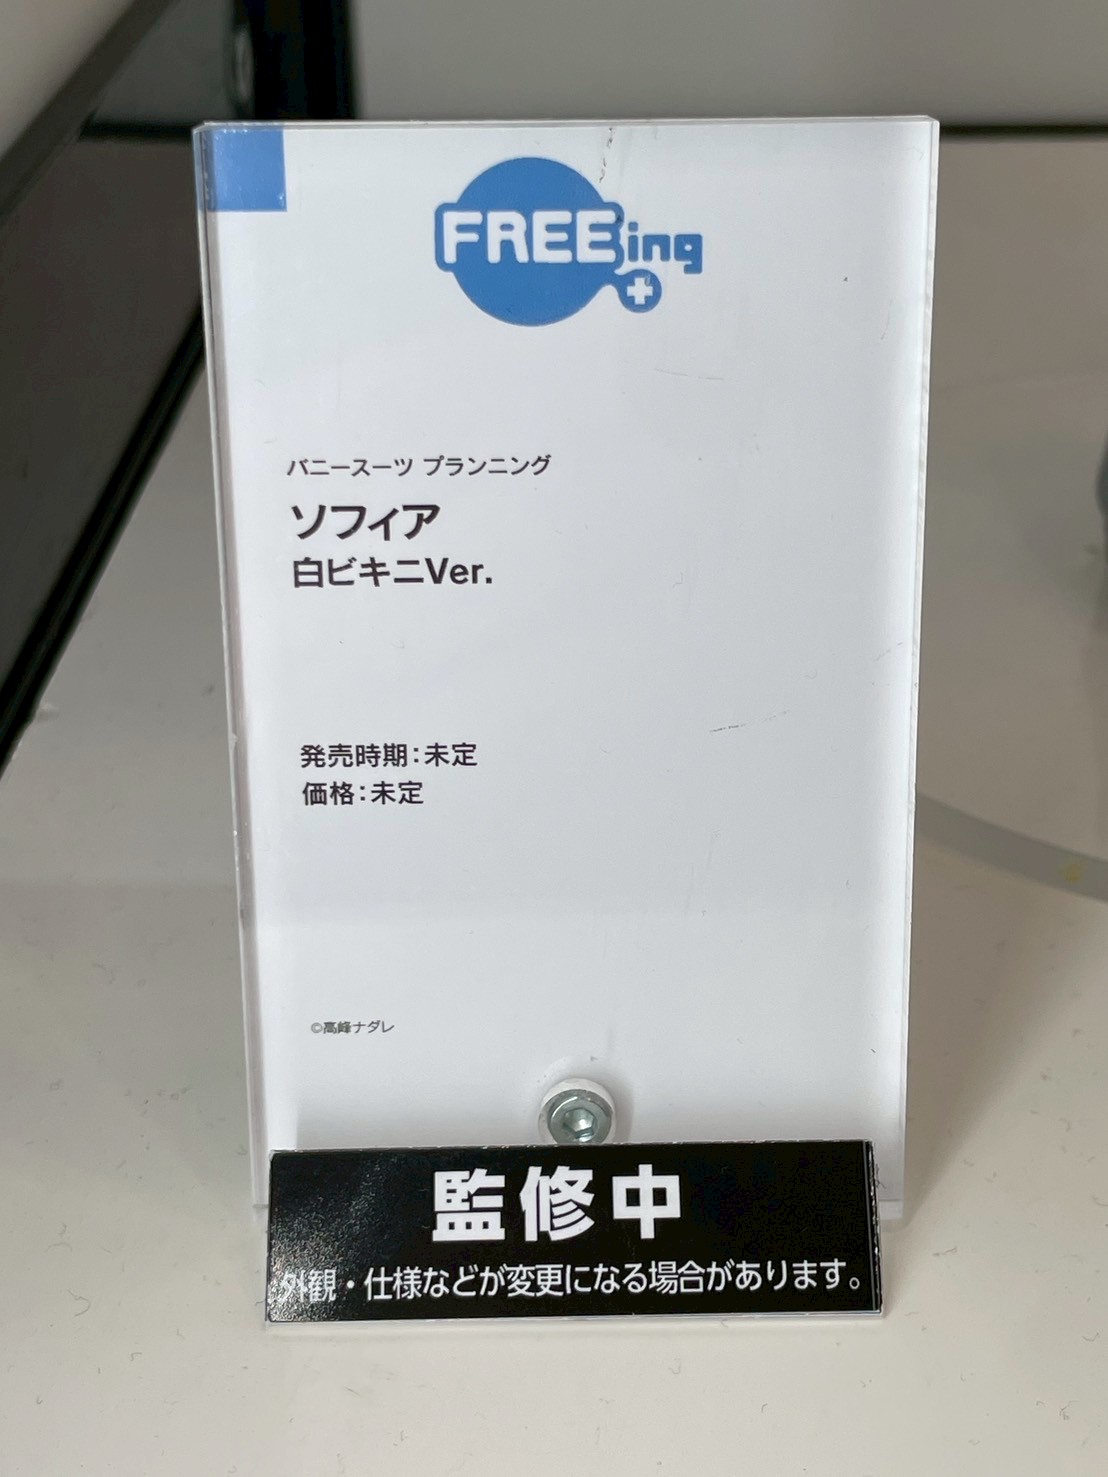 FREEing
バニースーツ プランニング
ソフィア
白ビキニVer.
発売時期：未定
価格：未定
©高峰ナダレ
監修中
外観・仕様などが変更になる場合があります。